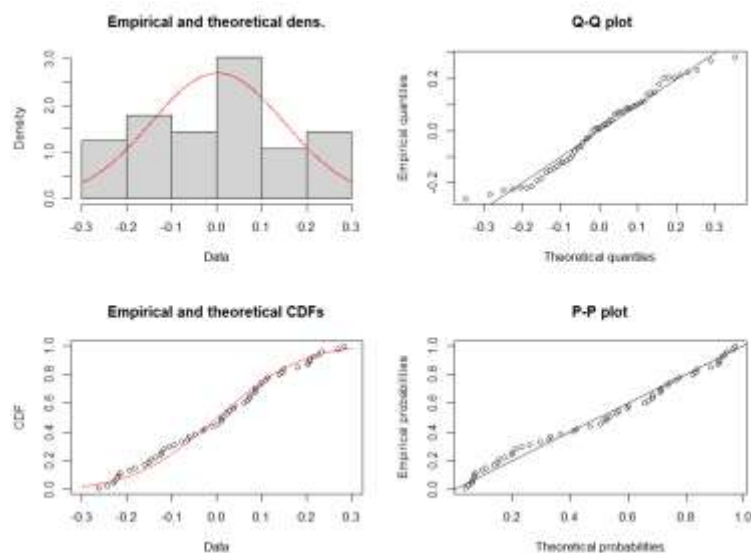 Empirical and theoretical dens.
Density
0.0 1.0 2.0 3.0
-0.3 -0.2 -0.1 0.0 0.1 0.2 0.3
Data
Q-Q plot
Empirical quantiles
-0.2 0.0 0.2
-0.3 -0.2 -0.1 0.0 0.1 0.2 0.3
Theoretical quantiles
Empirical and theoretical CDFs
CDF
0.0 0.2 0.4 0.6 0.8 1.0
-0.3 -0.2 -0.1 0.0 0.1 0.2 0.3
Data
P-P plot
Empirical probabilities
0.0 0.2 0.4 0.6 0.8 1.0
0.2 0.4 0.6 0.8 1.0
Theoretical probabilities